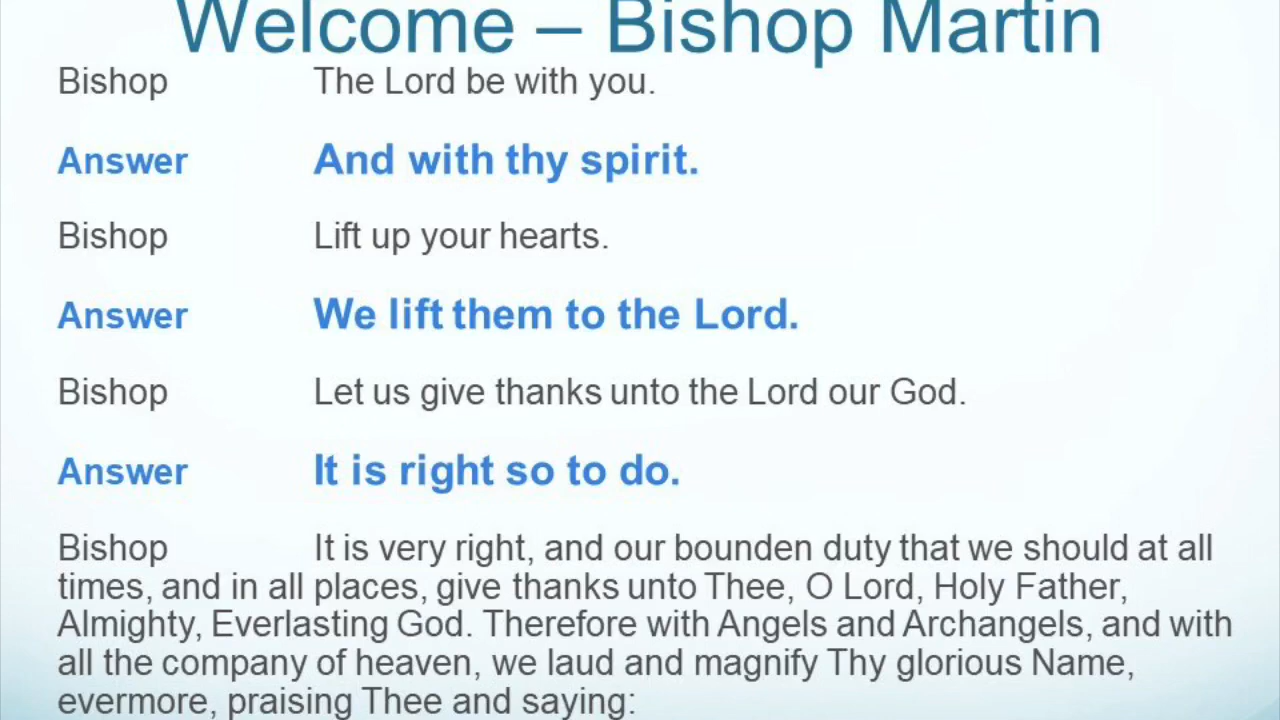 Welcome – Bishop Martin
Bishop The Lord be with you.
Answer And with thy spirit.
Bishop Lift up your hearts.
Answer We lift them to the Lord.
Bishop Let us give thanks unto the Lord our God.
Answer It is right so to do.
Bishop It is very right, and our bounden duty that we should at all
times, and in all places, give thanks unto Thee, O Lord, Holy Father,
Almighty, Everlasting God. Therefore with Angels and Archangels, and with
all the company of heaven, we laud and magnify Thy glorious Name,
evermore, praising Thee and saying: